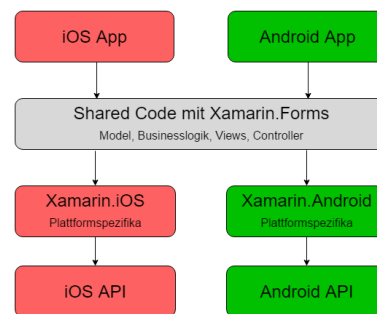 iOS App
Android App
Shared Code mit Xamarin.Forms
Model, Businesslogik, Views, Controller
Xamarin.iOS
Plattformspezifika
Xamarin.Android
Plattformspezifika
iOS API
Android API